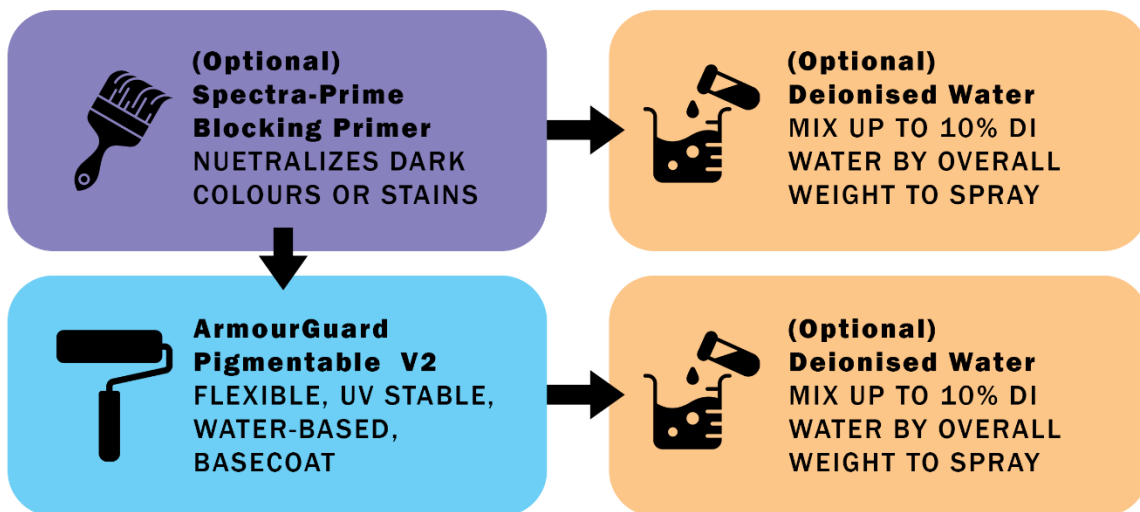 (Optional)
Spectra-Prime
Blocking Primer
NUETRALIZES DARK
COLOURS OR STAINS
(Optional)
Deionised Water
MIX UP TO 10% DI
WATER BY OVERALL
WEIGHT TO SPRAY
ArmourGuard
Pigmentable V2
FLEXIBLE, UV STABLE,
WATER-BASED,
BASECOAT
(Optional)
Deionised Water
MIX UP TO 10% DI
WATER BY OVERALL
WEIGHT TO SPRAY